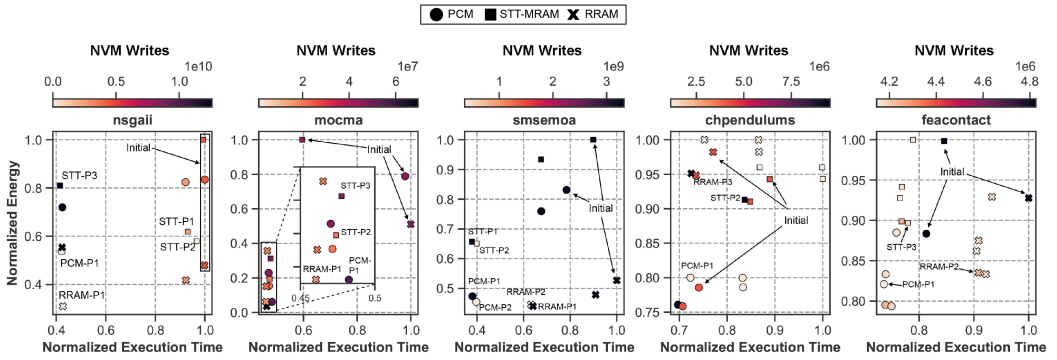 PCM STT-MRAM RRAM
NVM Writes NVM Writes NVM Writes NVM Writes NVM Writes
1e10 1e7 1e9 1e6 1e6
0.0 0.5 1.0 2 4 6 1 2 3 2.5 5.0 7.5 4.2 4.4 4.6 4.8
nsgaii mocma smsemoa chpendulums feacontact
Normalized Energy
1.0
0.8
0.6
0.4
Initial
STT-P3
STT-P1
STT-P2
PCM-P1
RRAM-P1
0.4 0.6 0.8 1.0
Normalized Execution Time
1.0
0.8
0.6
0.4
0.2
0.0
Initial
STT-P3
STT-P2
RRAM-P1
PCM-
P1
0.45 0.5
0.6 0.8 1.0
Normalized Execution Time
1.0
0.9
0.8
0.7
0.6
0.5
Initial
STT-P1
STT-P2
PCM-P1
PCM-P2
RRAM-P2
RRAM-P1
0.4 0.6 0.8 1.0
Normalized Execution Time
1.00
0.95
0.90
0.85
0.80
0.75
RRAM-P3
STT-P2
Initial
PCM-P1
0.7 0.8 0.9 1.0
Normalized Execution Time
1.00
0.95
0.90
0.85
0.80
Initial
STT-P3
RRAM-P2
PCM-P1
0.8 0.9 1.0
Normalized Execution Time